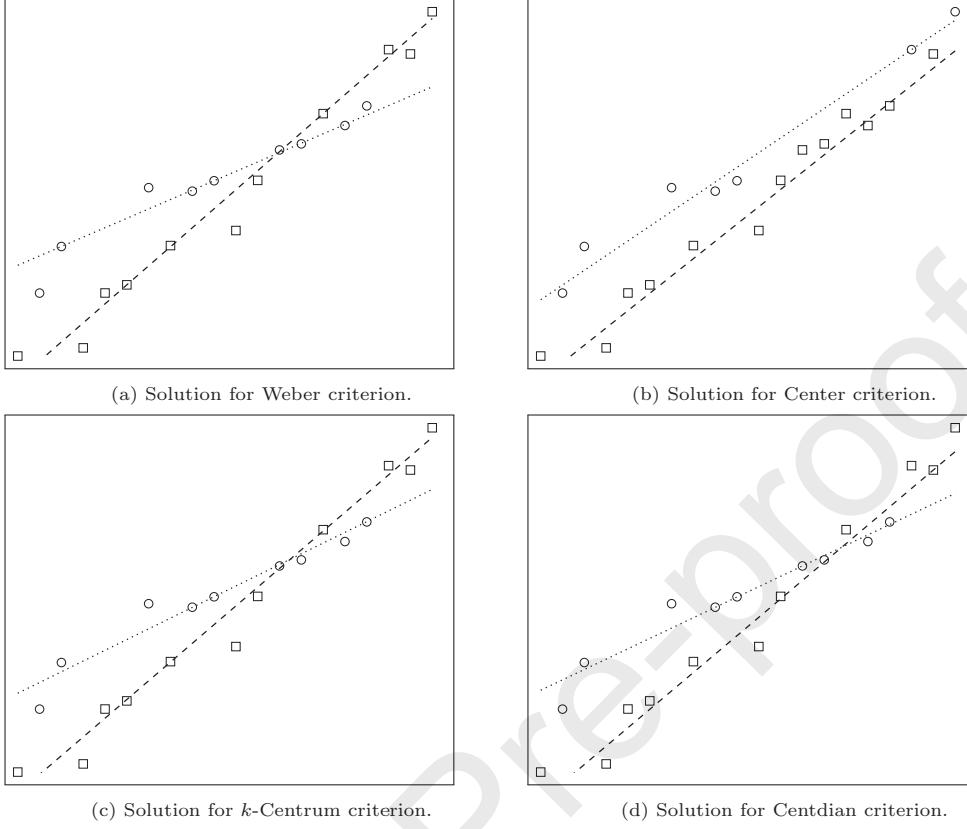 (a) Solution for Weber criterion.
(b) Solution for Center criterion.
(c) Solution for k-Centrum criterion.
(d) Solution for Centdian criterion.
Pre-proof